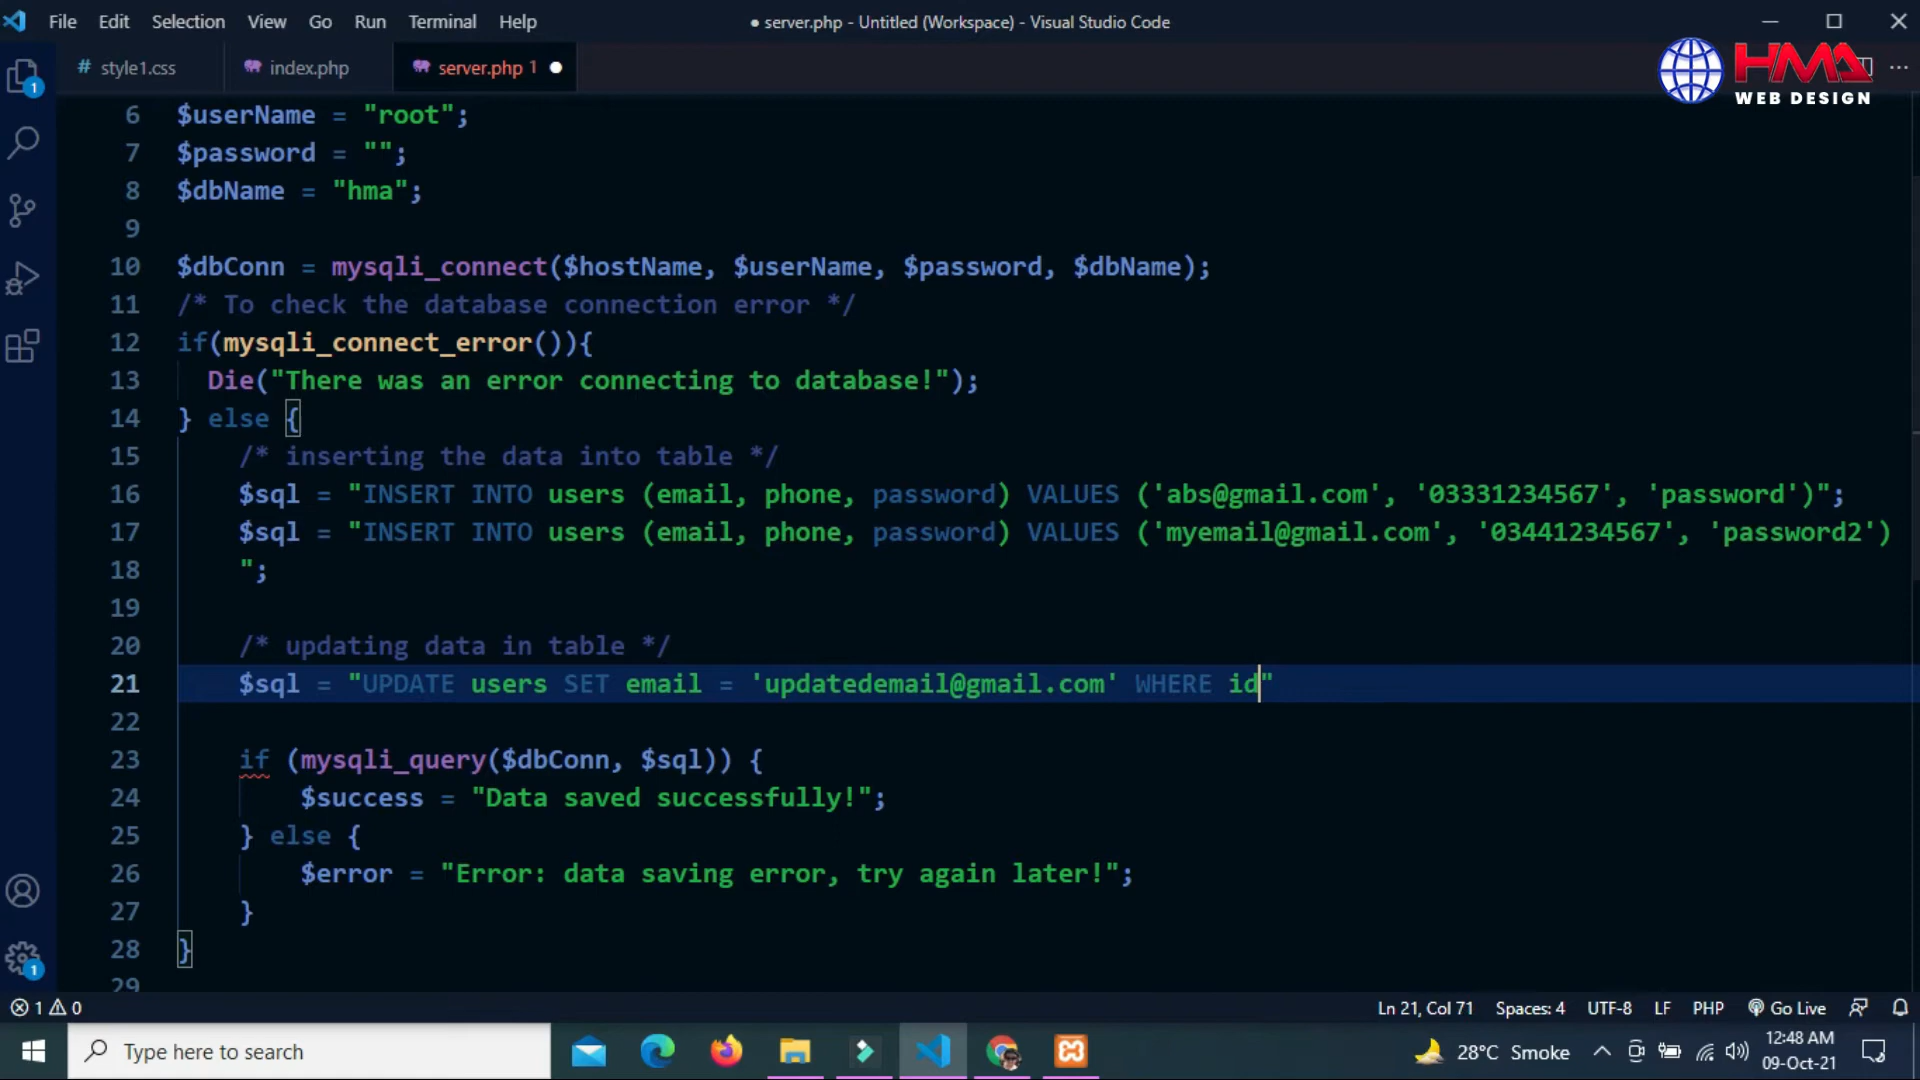 File Edit Selection View Go Run Terminal Help ● server.php - Untitled (Workspace) - Visual Studio Code
# style1.css index.php server.php 1 ●
HMA
WEB DESIGN
6 $userName = "root";
7 $password = "";
8 $dbName = "hma";
9
10 $dbConn = mysqli_connect($hostName, $userName, $password, $dbName);
11 /* To check the database connection error */
12 if(mysqli_connect_error()){
13 Die("There was an error connecting to database!");
14 } else {
15 /* inserting the data into table */
16 $sql = "INSERT INTO users (email, phone, password) VALUES ('abs@gmail.com', '03331234567', 'password')";
17 $sql = "INSERT INTO users (email, phone, password) VALUES ('myemail@gmail.com', '03441234567', 'password2')
18 ";
19
20 /* updating data in table */
21 $sql = "UPDATE users SET email = 'updatedemail@gmail.com' WHERE id"
22
23 if (mysqli_query($dbConn, $sql)) {
24 $success = "Data saved successfully!";
25 } else {
26 $error = "Error: data saving error, try again later!";
27 }
28 }
29
1 0 Ln 21, Col 71 Spaces: 4 UTF-8 LF PHP Go Live
Type here to search 28°C Smoke 12:48 AM
09-Oct-21
1
1